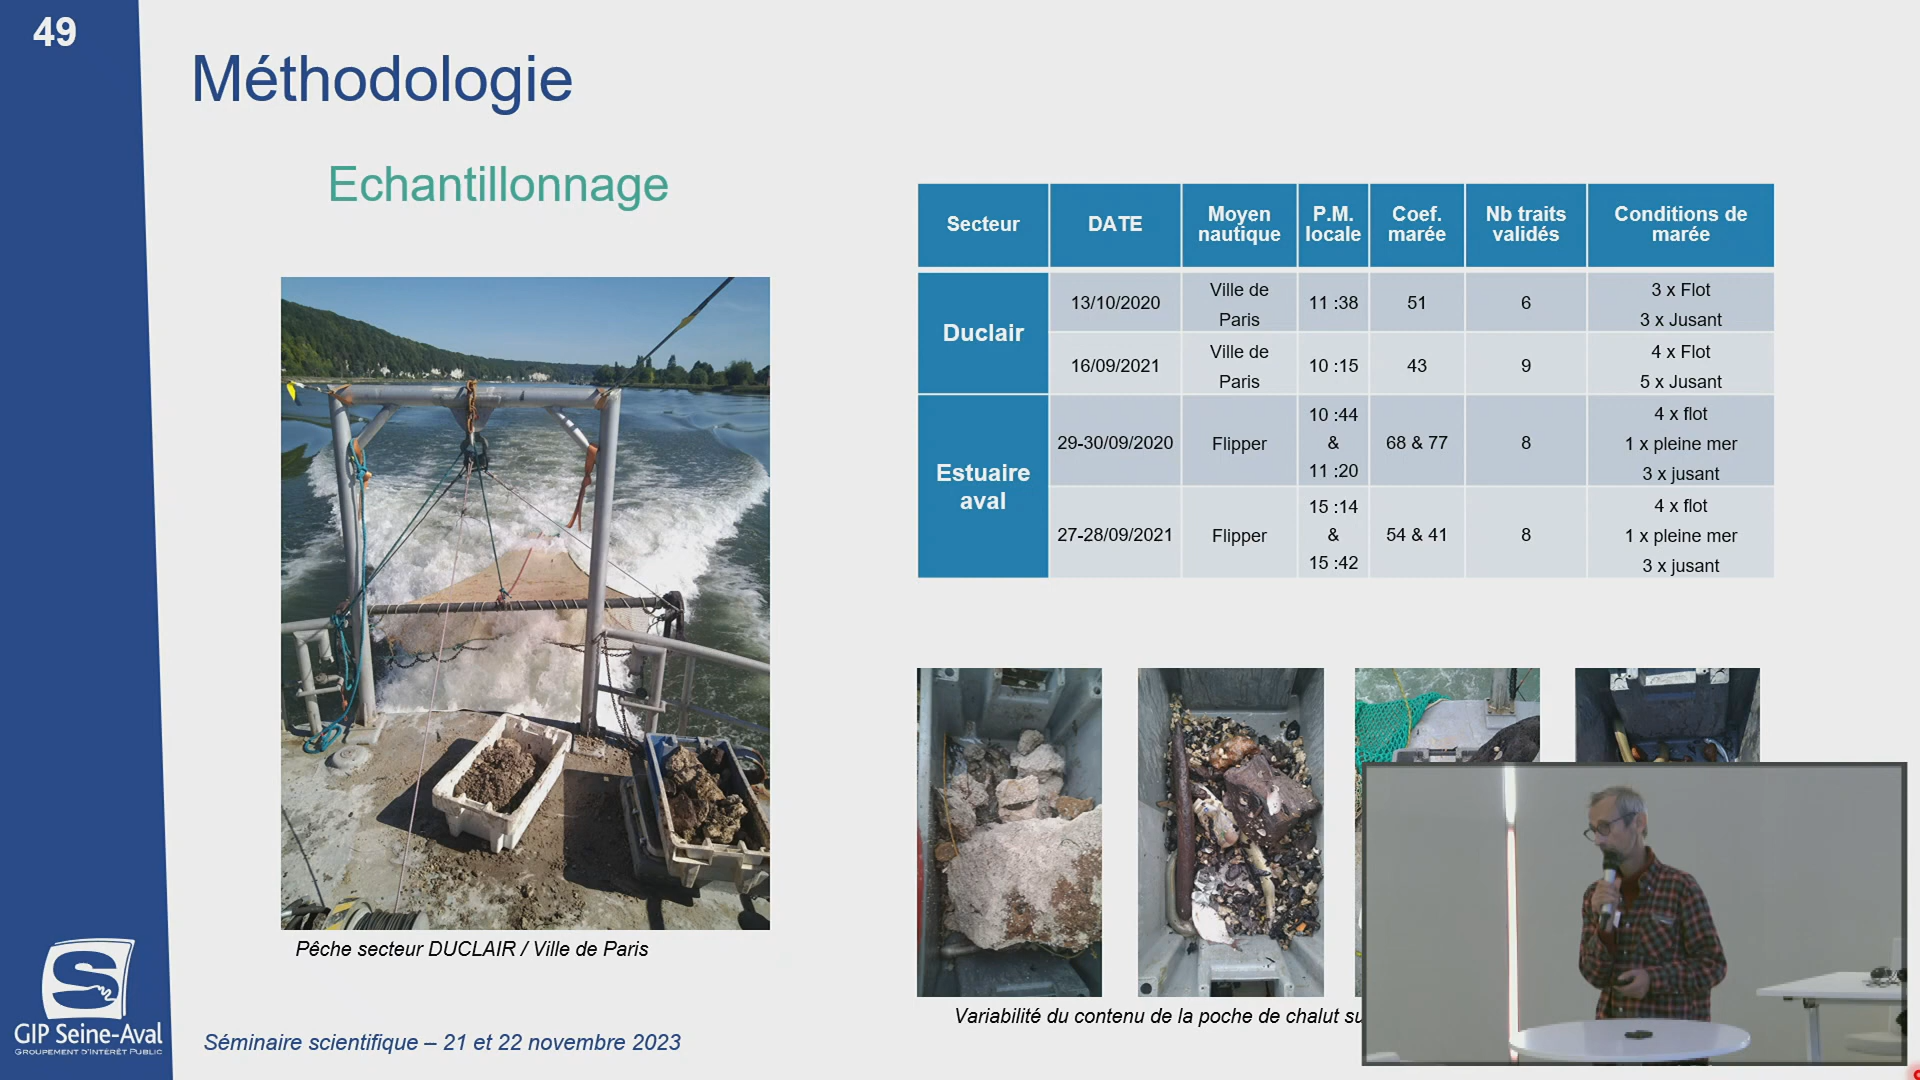 49
Méthodologie
Echantillonnage
Secteur
DATE
Moyen
nautique
P.M.
locale
Coef.
marée
Nb traits
validés
Conditions de
marée
Duclair
13/10/2020
Ville de
Paris
11 :38
51
6
3 x Flot
3 x Jusant
16/09/2021
Ville de
Paris
10 :15
43
9
4 x Flot
5 x Jusant
Estuaire
aval
29-30/09/2020
Flipper
10 :44
&
11 :20
68 & 77
8
4 x flot
1 x pleine mer
3 x jusant
27-28/09/2021
Flipper
15 :14
&
15 :42
54 & 41
8
4 x flot
1 x pleine mer
3 x jusant
Pêche secteur DUCLAIR / Ville de Paris
Variabilité du contenu de la poche de chalut
S
GIP Seine-Aval
GROUPEMENT D'INTÉRÊT PUBLIC
Séminaire scientifique – 21 et 22 novembre 2023